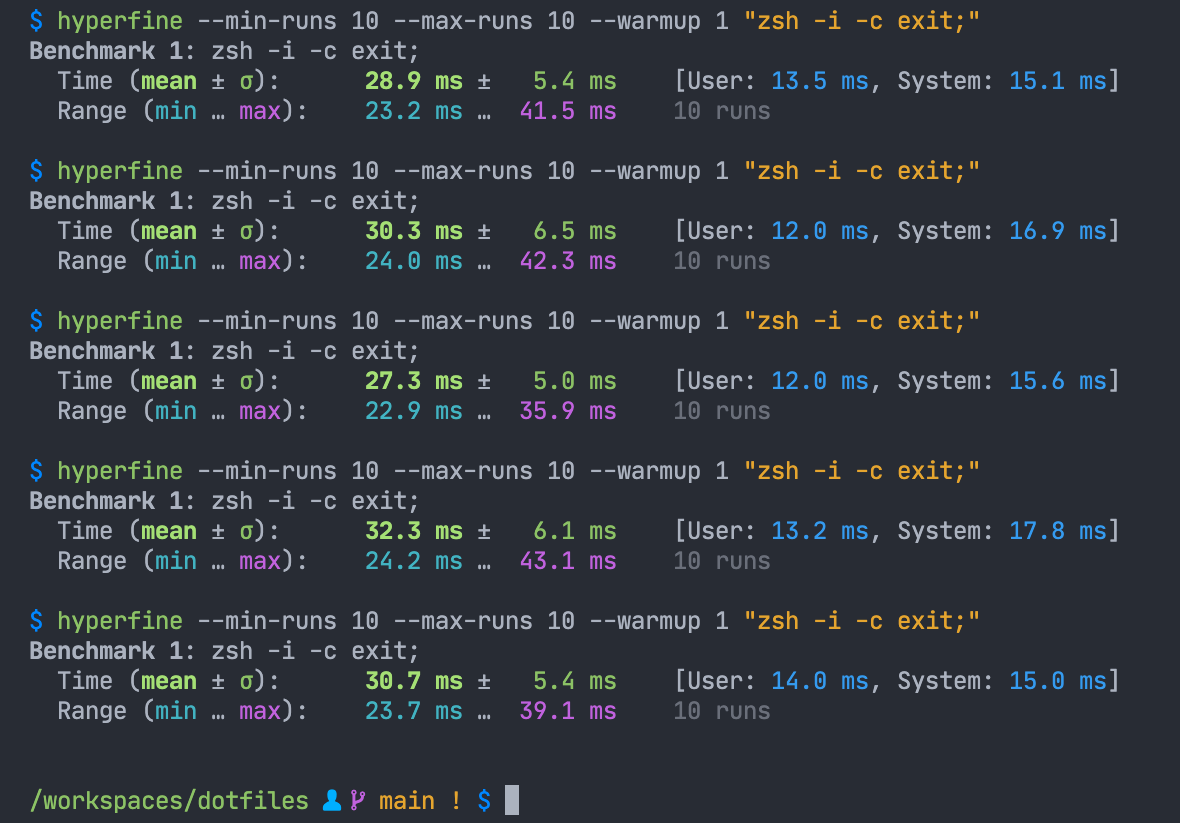 $ hyperfine --min-runs 10 --max-runs 10 --warmup 1 "zsh -i -c exit;"
Benchmark 1: zsh -i -c exit;
  Time (mean ± σ):      28.9 ms ±   5.4 ms    [User: 13.5 ms, System: 15.1 ms]
  Range (min … max):    23.2 ms …  41.5 ms    10 runs

$ hyperfine --min-runs 10 --max-runs 10 --warmup 1 "zsh -i -c exit;"
Benchmark 1: zsh -i -c exit;
  Time (mean ± σ):      30.3 ms ±   6.5 ms    [User: 12.0 ms, System: 16.9 ms]
  Range (min … max):    24.0 ms …  42.3 ms    10 runs

$ hyperfine --min-runs 10 --max-runs 10 --warmup 1 "zsh -i -c exit;"
Benchmark 1: zsh -i -c exit;
  Time (mean ± σ):      27.3 ms ±   5.0 ms    [User: 12.0 ms, System: 15.6 ms]
  Range (min … max):    22.9 ms …  35.9 ms    10 runs

$ hyperfine --min-runs 10 --max-runs 10 --warmup 1 "zsh -i -c exit;"
Benchmark 1: zsh -i -c exit;
  Time (mean ± σ):      32.3 ms ±   6.1 ms    [User: 13.2 ms, System: 17.8 ms]
  Range (min … max):    24.2 ms …  43.1 ms    10 runs

$ hyperfine --min-runs 10 --max-runs 10 --warmup 1 "zsh -i -c exit;"
Benchmark 1: zsh -i -c exit;
  Time (mean ± σ):      30.7 ms ±   5.4 ms    [User: 14.0 ms, System: 15.0 ms]
  Range (min … max):    23.7 ms …  39.1 ms    10 runs

/workspaces/dotfiles main ! $